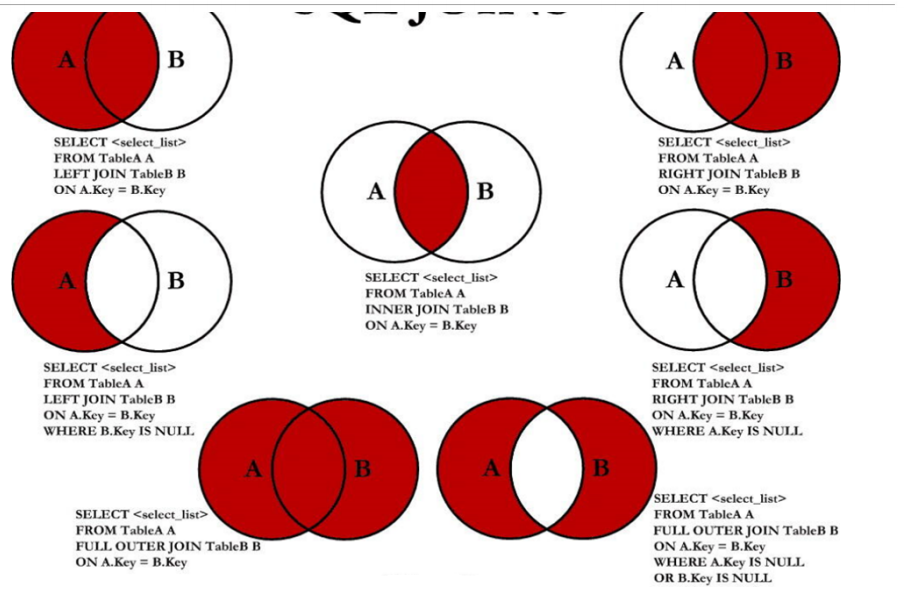 SQL JOINS
A B
SELECT <select_list>
FROM TableA A
LEFT JOIN TableB B
ON A.Key = B.Key
A B
SELECT <select_list>
FROM TableA A
RIGHT JOIN TableB B
ON A.Key = B.Key
A B
SELECT <select_list>
FROM TableA A
INNER JOIN TableB B
ON A.Key = B.Key
A B
SELECT <select_list>
FROM TableA A
LEFT JOIN TableB B
ON A.Key = B.Key
WHERE B.Key IS NULL
A B
SELECT <select_list>
FROM TableA A
RIGHT JOIN TableB B
ON A.Key = B.Key
WHERE A.Key IS NULL
A B
SELECT <select_list>
FROM TableA A
FULL OUTER JOIN TableB B
ON A.Key = B.Key
A B
SELECT <select_list>
FROM TableA A
FULL OUTER JOIN TableB B
ON A.Key = B.Key
WHERE A.Key IS NULL
OR B.Key IS NULL